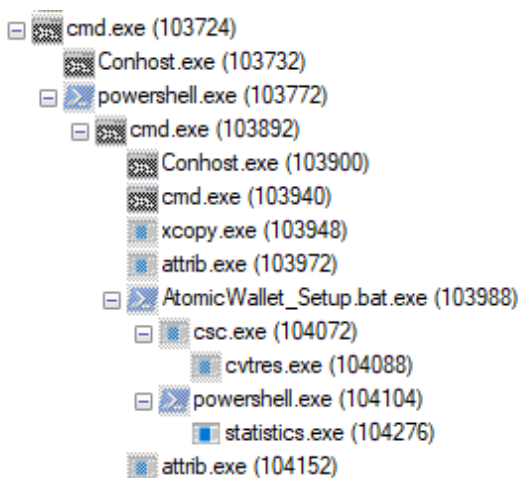 cmd.exe (103724)
Conhost.exe (103732)
powershell.exe (103772)
cmd.exe (103892)
Conhost.exe (103900)
cmd.exe (103940)
xcopy.exe (103948)
attrib.exe (103972)
AtomicWallet_Setup.bat.exe (103988)
csc.exe (104072)
cvtres.exe (104088)
powershell.exe (104104)
statistics.exe (104276)
attrib.exe (104152)